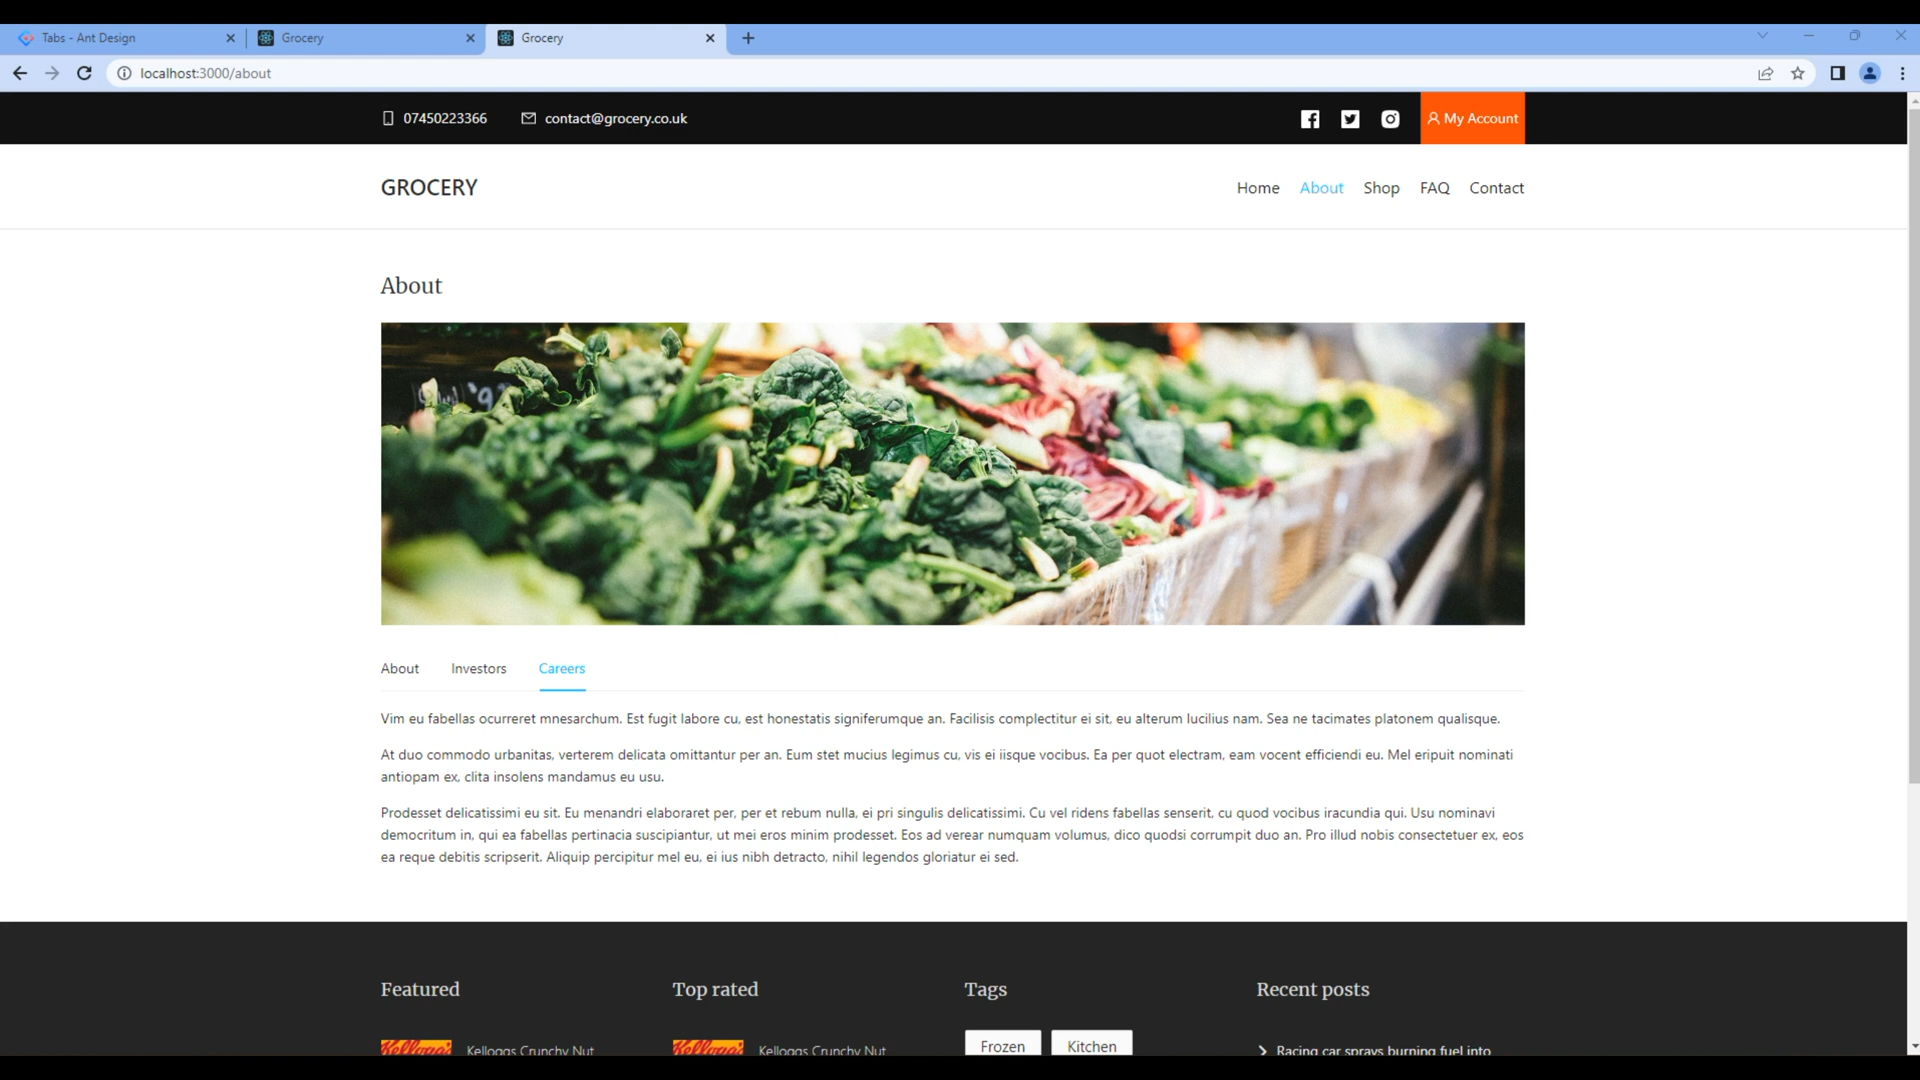 Tabs - Ant Design
Grocery
Grocery
localhost:3000/about
07450223366
contact@grocery.co.uk
My Account
GROCERY
Home About Shop FAQ Contact
About
About Investors Careers
Vim eu fabellas ocurreret mnesarchum. Est fugit labore cu, est honestatis signiferumque an. Facilisis complectitur ei sit, eu alterum lucilius nam. Sea ne tacimates platonem qualisque.
At duo commodo urbanitas, verterem delicata omittantur per an. Eum stet mucius legimus cu, vis ei iisque vocibus. Ea per quot electram, eam vocent efficiendi eu. Mel eripuit nominati
antiopam ex, clita insolens mandamus eu usu.
Prodesset delicatissimi eu sit. Eu menandri elaboraret per, per et rebum nulla, ei pri singulis delicatissimi. Cu vel ridens fabellas senserit, cu quod vocibus iracundia qui. Usu nominavi
democritum in, qui ea fabellas pertinacia suscipiantur, ut mei eros minim prodesset. Eos ad verear numquam volumus, dico quodsi corrumpit duo an. Pro illud nobis consectetuer ex, eos
ea reque debitis scripserit. Aliquip percipitur mel eu, ei ius nibh detracto, nihil legendos gloriatur ei sed.
Featured Top rated Tags Recent posts
Kelloggs Crunchy Nut Kelloggs Crunchy Nut Frozen Kitchen Racing car sprays burning fuel into